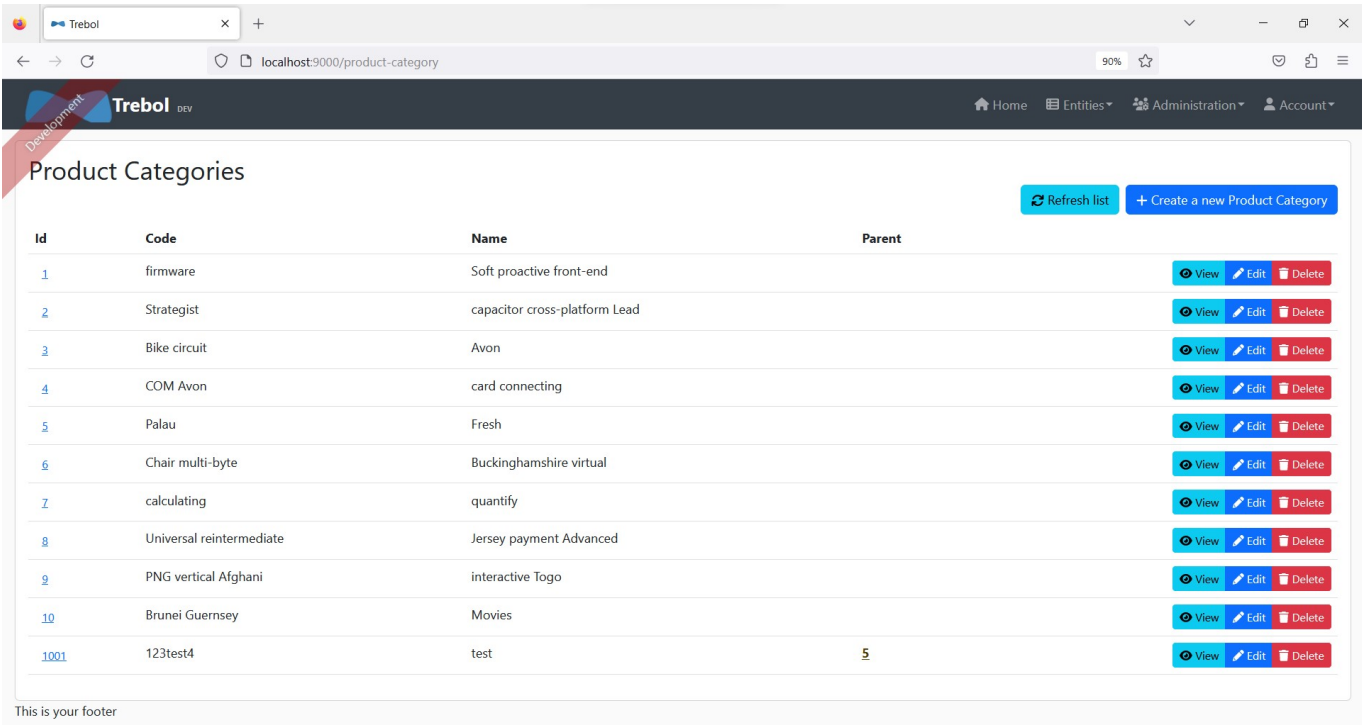 Trebol
localhost:9000/product-category
90%
Development
Trebol DEV
Home Entities Administration Account
Product Categories
Refresh list + Create a new Product Category
Id Code Name Parent
1 firmware Soft proactive front-end View Edit Delete
2 Strategist capacitor cross-platform Lead View Edit Delete
3 Bike circuit Avon View Edit Delete
4 COM Avon card connecting View Edit Delete
5 Palau Fresh View Edit Delete
6 Chair multi-byte Buckinghamshire virtual View Edit Delete
7 calculating quantify View Edit Delete
8 Universal reintermediate Jersey payment Advanced View Edit Delete
9 PNG vertical Afghani interactive Togo View Edit Delete
10 Brunei Guernsey Movies View Edit Delete
1001 123test4 test 5 View Edit Delete
This is your footer